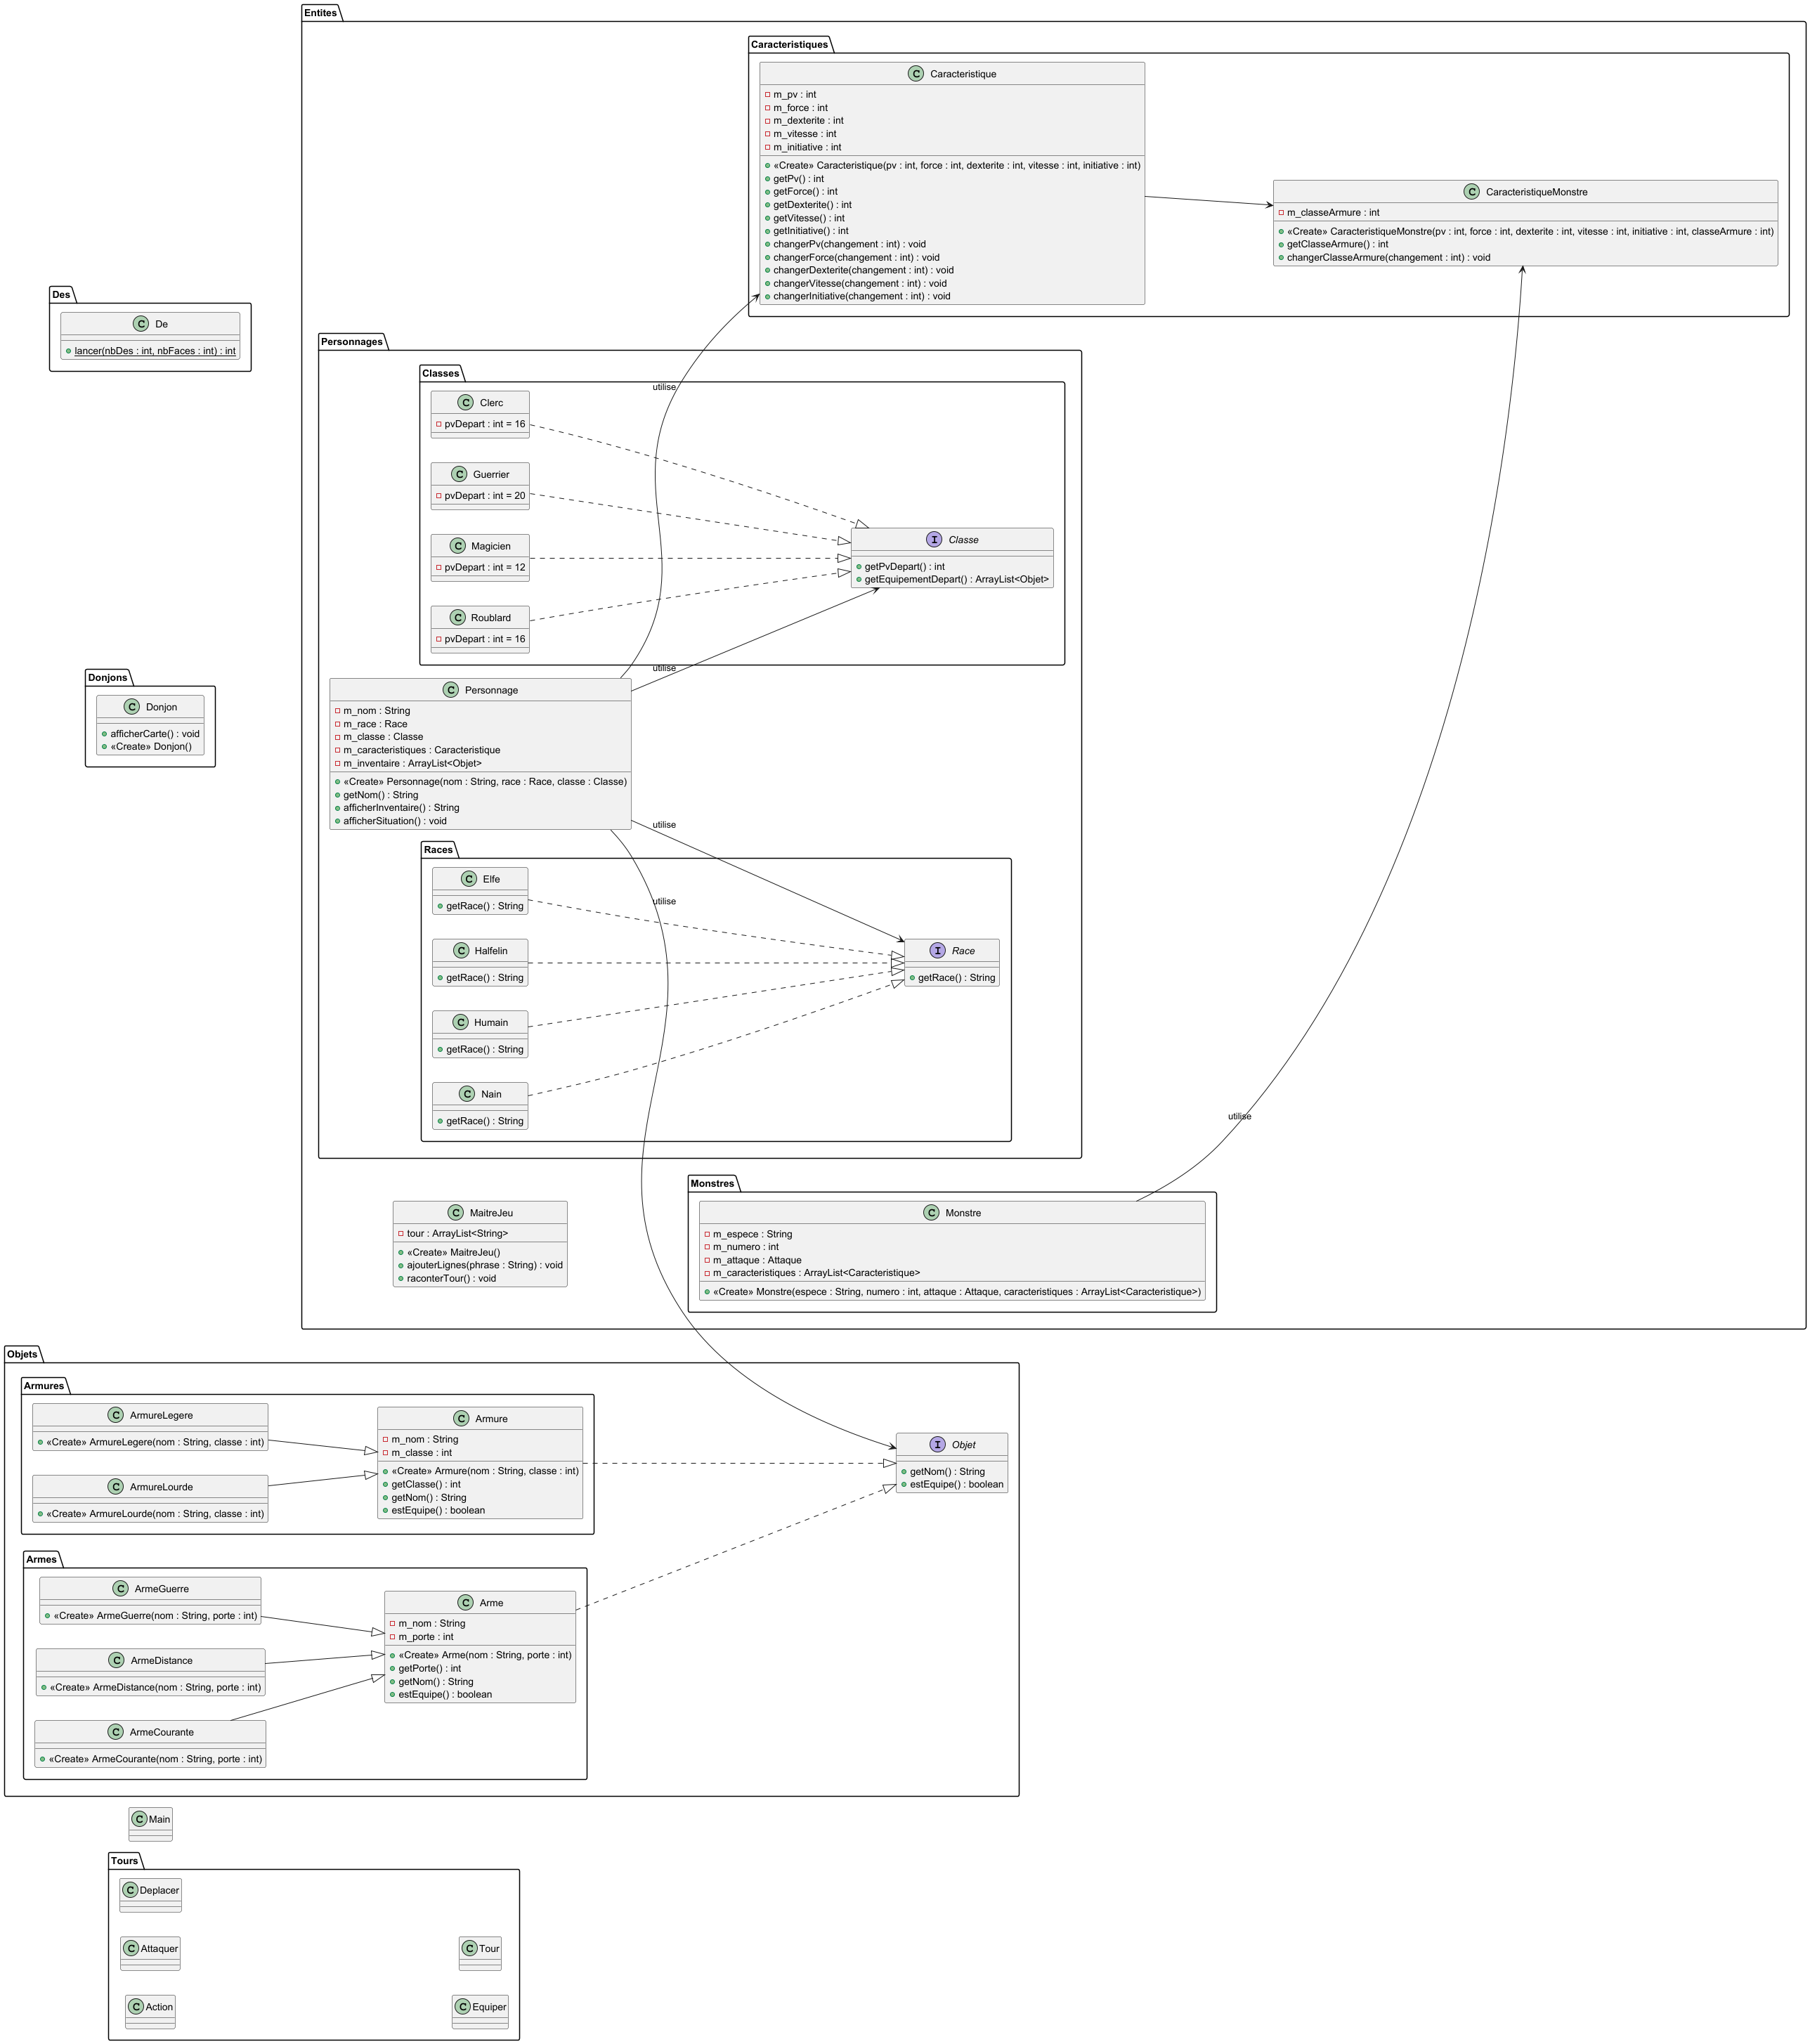 Entites
Caracteristiques
Caracteristique
m_pv : int
m_force : int
m_dexterite : int
m_vitesse : int
m_initiative : int
«Create» Caracteristique(pv : int, force : int, dexterite : int, vitesse : int, initiative : int)
getPv() : int
getForce() : int
getDexterite() : int
getVitesse() : int
getInitiative() : int
changerPv(changement : int) : void
changerForce(changement : int) : void
changerDexterite(changement : int) : void
changerVitesse(changement : int) : void
changerInitiative(changement : int) : void
CaracteristiqueMonstre
m_classeArmure : int
«Create» CaracteristiqueMonstre(pv : int, force : int, dexterite : int, vitesse : int, initiative : int, classeArmure : int)
getClasseArmure() : int
changerClasseArmure(changement : int) : void
Des
De
lancer(nbDes : int, nbFaces : int) : int
Personnages
Classes
utilise
Clerc
pvDepart : int = 16
Guerrier
pvDepart : int = 20
Magicien
pvDepart : int = 12
Roublard
pvDepart : int = 16
Classe
getPvDepart() : int
getEquipementDepart() : ArrayList<Objet>
utilise
Donjons
Donjon
afficherCarte() : void
«Create» Donjon()
Personnage
m_nom : String
m_race : Race
m_classe : Classe
m_caracteristiques : Caracteristique
m_inventaire : ArrayList<Objet>
«Create» Personnage(nom : String, race : Race, classe : Classe)
getNom() : String
afficherInventaire() : String
afficherSituation() : void
utilise
Races
utilise
Elfe
getRace() : String
Halfelin
getRace() : String
Humain
getRace() : String
Nain
getRace() : String
Race
getRace() : String
utilise
MaitreJeu
tour : ArrayList<String>
«Create» MaitreJeu()
ajouterLignes(phrase : String) : void
raconterTour() : void
Monstres
Monstre
m_espece : String
m_numero : int
m_attaque : Attaque
m_caracteristiques : ArrayList<Caracteristique>
«Create» Monstre(espece : String, numero : int, attaque : Attaque, caracteristiques : ArrayList<Caracteristique>)
Objets
Armures
ArmureLegere
«Create» ArmureLegere(nom : String, classe : int)
ArmureLourde
«Create» ArmureLourde(nom : String, classe : int)
Armure
m_nom : String
m_classe : int
«Create» Armure(nom : String, classe : int)
getClasse() : int
getNom() : String
estEquipe() : boolean
Objet
getNom() : String
estEquipe() : boolean
Armes
ArmeGuerre
«Create» ArmeGuerre(nom : String, porte : int)
ArmeDistance
«Create» ArmeDistance(nom : String, porte : int)
ArmeCourante
«Create» ArmeCourante(nom : String, porte : int)
Arme
m_nom : String
m_porte : int
«Create» Arme(nom : String, porte : int)
getPorte() : int
getNom() : String
estEquipe() : boolean
Main
Tours
Deplacer
Attaquer
Tour
Action
Equiper